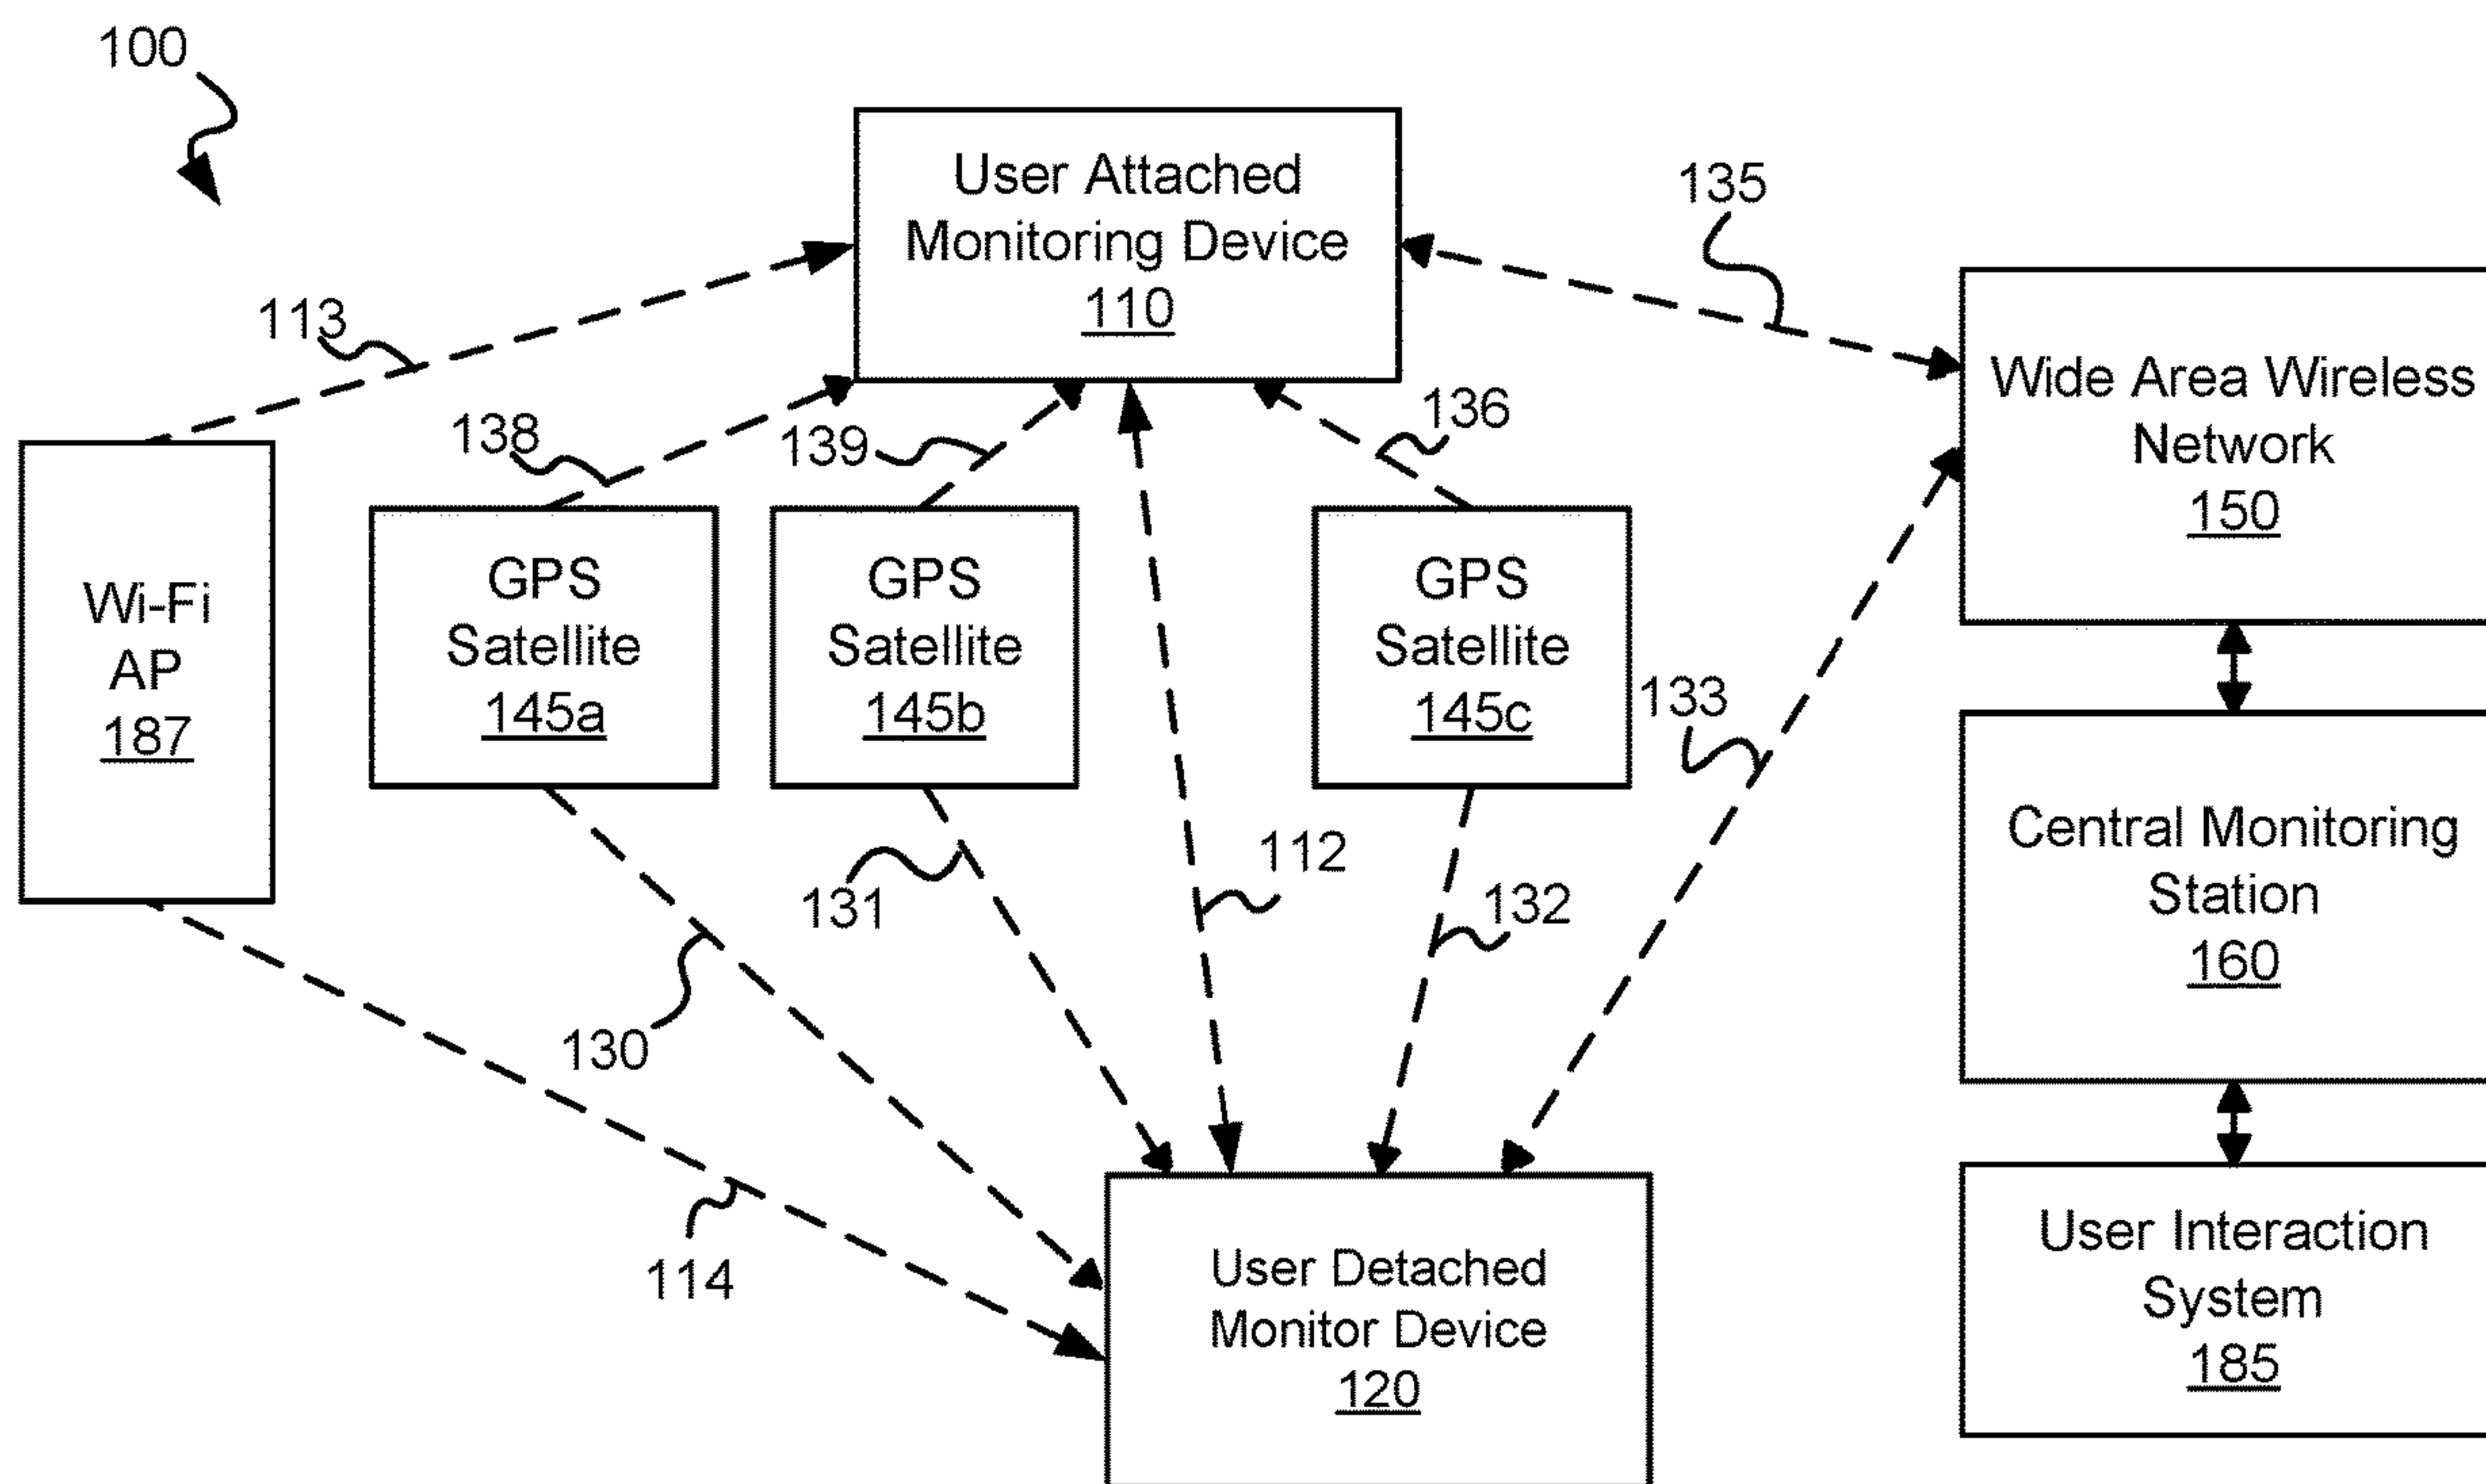 100
User Attached
Monitoring Device
110
135
113
138
139
136
Wide Area Wireless
Network
150
Wi-Fi
AP
187
GPS
Satellite
145a
GPS
Satellite
145b
GPS
Satellite
145c
133
Central Monitoring
Station
160
131
112
132
130
114
User Detached
Monitor Device
120
User Interaction
System
185